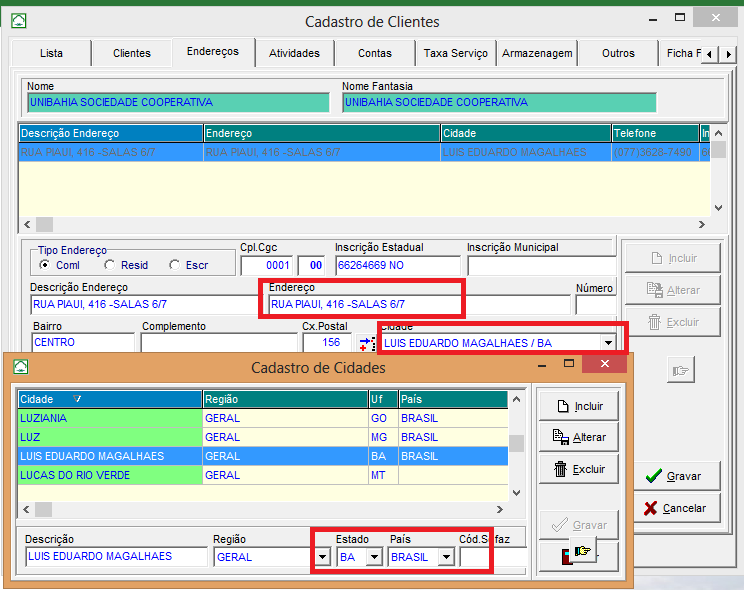 Cadastro de Clientes
Lista Clientes Endereços Atividades Contas Taxa Serviço Armazenagem Outros Ficha F
Nome Nome Fantasia
UNIBAHIA SOCIEDADE COOPERATIVA UNIBAHIA SOCIEDADE COOPERATIVA
Descrição Endereço Endereço Cidade Telefone In
RUA PIAUI, 416 -SALAS 6/7 RUA PIAUI, 416 -SALAS 6/7 LUIS EDUARDO MAGALHAES (077)3628-7490
Tipo Endereço Cpl.Cgc Inscrição Estadual Inscrição Municipal
Coml Resid Escr 0001 00 66264669 NO
Incluir
Descrição Endereço Endereço Número
Alterar
RUA PIAUI, 416 -SALAS 6/7 RUA PIAUI, 416 -SALAS 6/7
Excluir
Bairro Complemento Cx.Postal Cidade
CENTRO 156 LUIS EDUARDO MAGALHAES / BA
Gravar
Cancelar
Cadastro de Cidades
Cidade Região Uf País
LUZIANIA GERAL GO BRASIL
LUZ GERAL MG BRASIL
LUIS EDUARDO MAGALHAES GERAL BA BRASIL
LUCAS DO RIO VERDE GERAL MT
Incluir
Alterar
Excluir
Gravar
Descrição Região Estado País Cód.Sefaz
LUIS EDUARDO MAGALHAES GERAL BA BRASIL